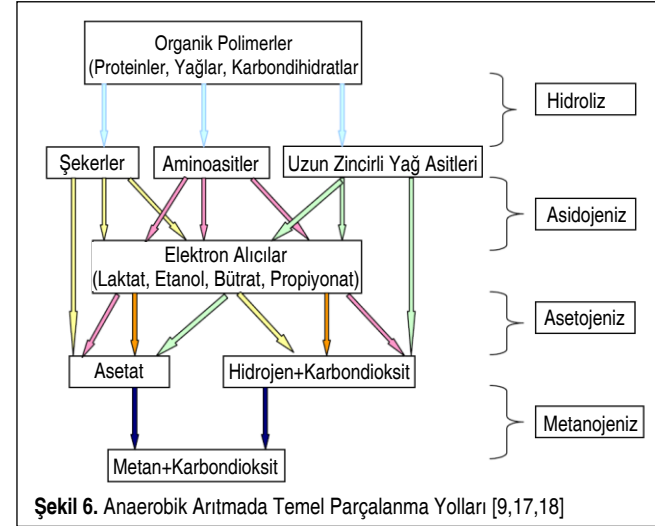 Organik Polimerler
(Proteinler, Yağlar, Karbondihidratlar
Hidroliz
Şekerler
Aminoasitler
Uzun Zincirli Yağ Asitleri
Asidojeniz
Elektron Alıcılar
(Laktat, Etanol, Bütrat, Propiyonat)
Asetojeniz
Asetat
Hidrojen+Karbondioksit
Metanojeniz
Metan+Karbondioksit
Şekil 6. Anaerobik Arıtmada Temel Parçalanma Yolları [9,17,18]